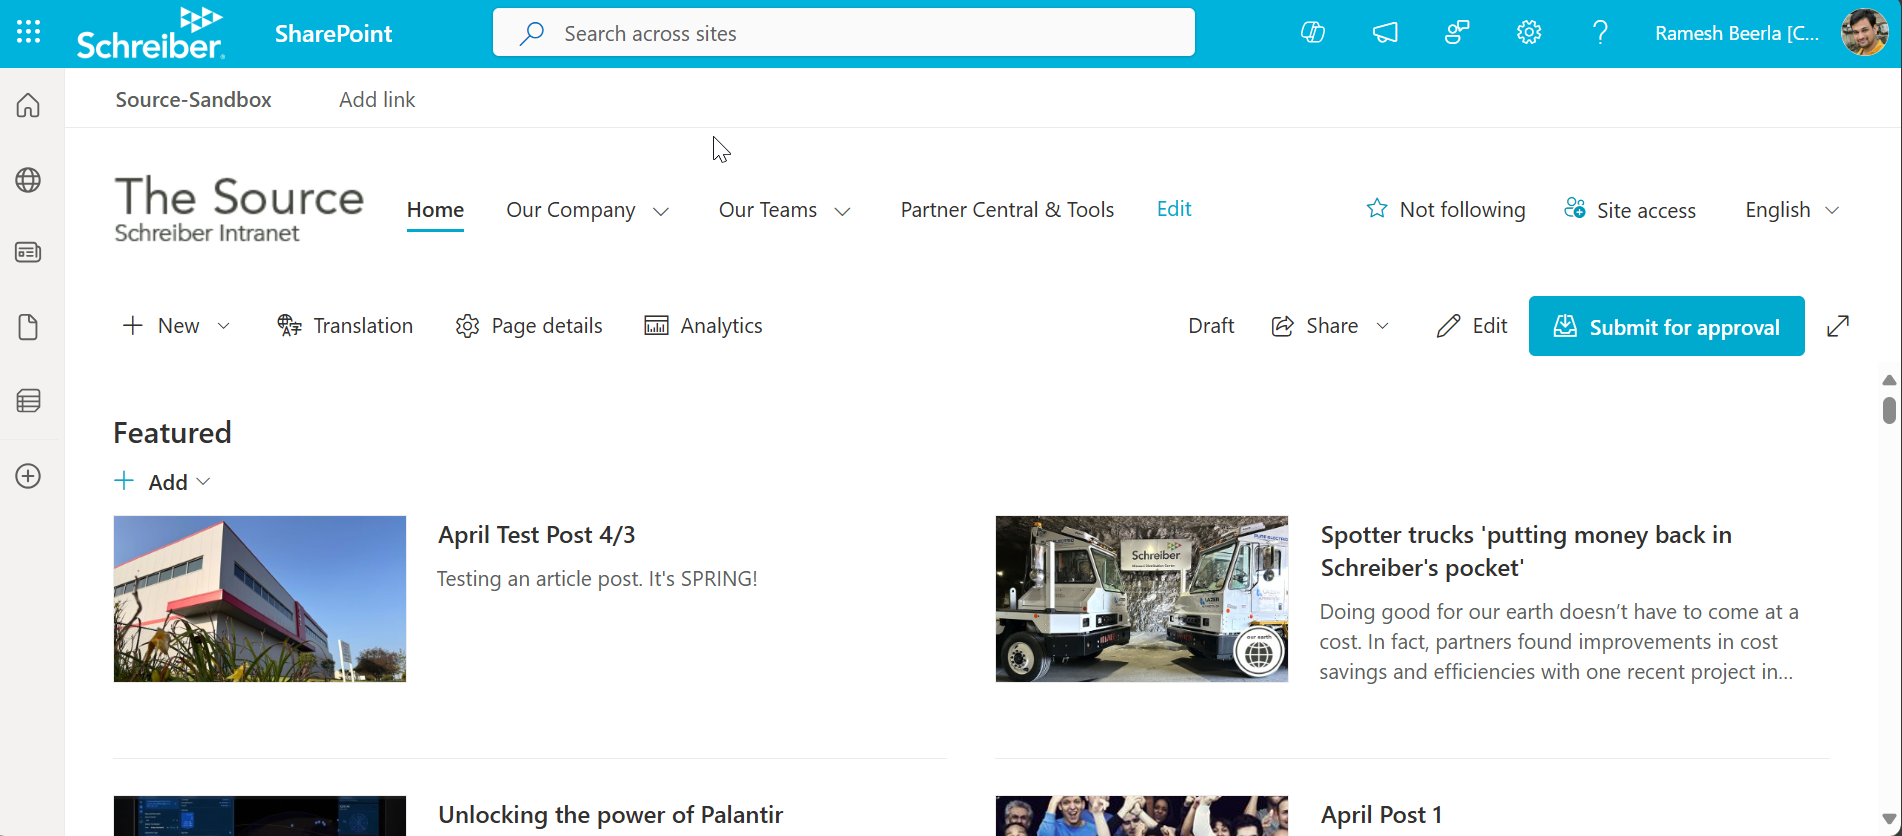 Schreiber
SharePoint
Search across sites
Ramesh Beerla [C...
Source-Sandbox
Add link
The Source
Schreiber Intranet
Home
Our Company
Our Teams
Partner Central & Tools
Edit
Not following
Site access
English
New
Translation
Page details
Analytics
Draft
Share
Edit
Submit for approval
Featured
Add
April Test Post 4/3
Testing an article post. It's SPRING!
Schreiber
our earth
Spotter trucks 'putting money back in
Schreiber's pocket'
Doing good for our earth doesn’t have to come at a
cost. In fact, partners found improvements in cost
savings and efficiencies with one recent project in...
Unlocking the power of Palantir
April Post 1